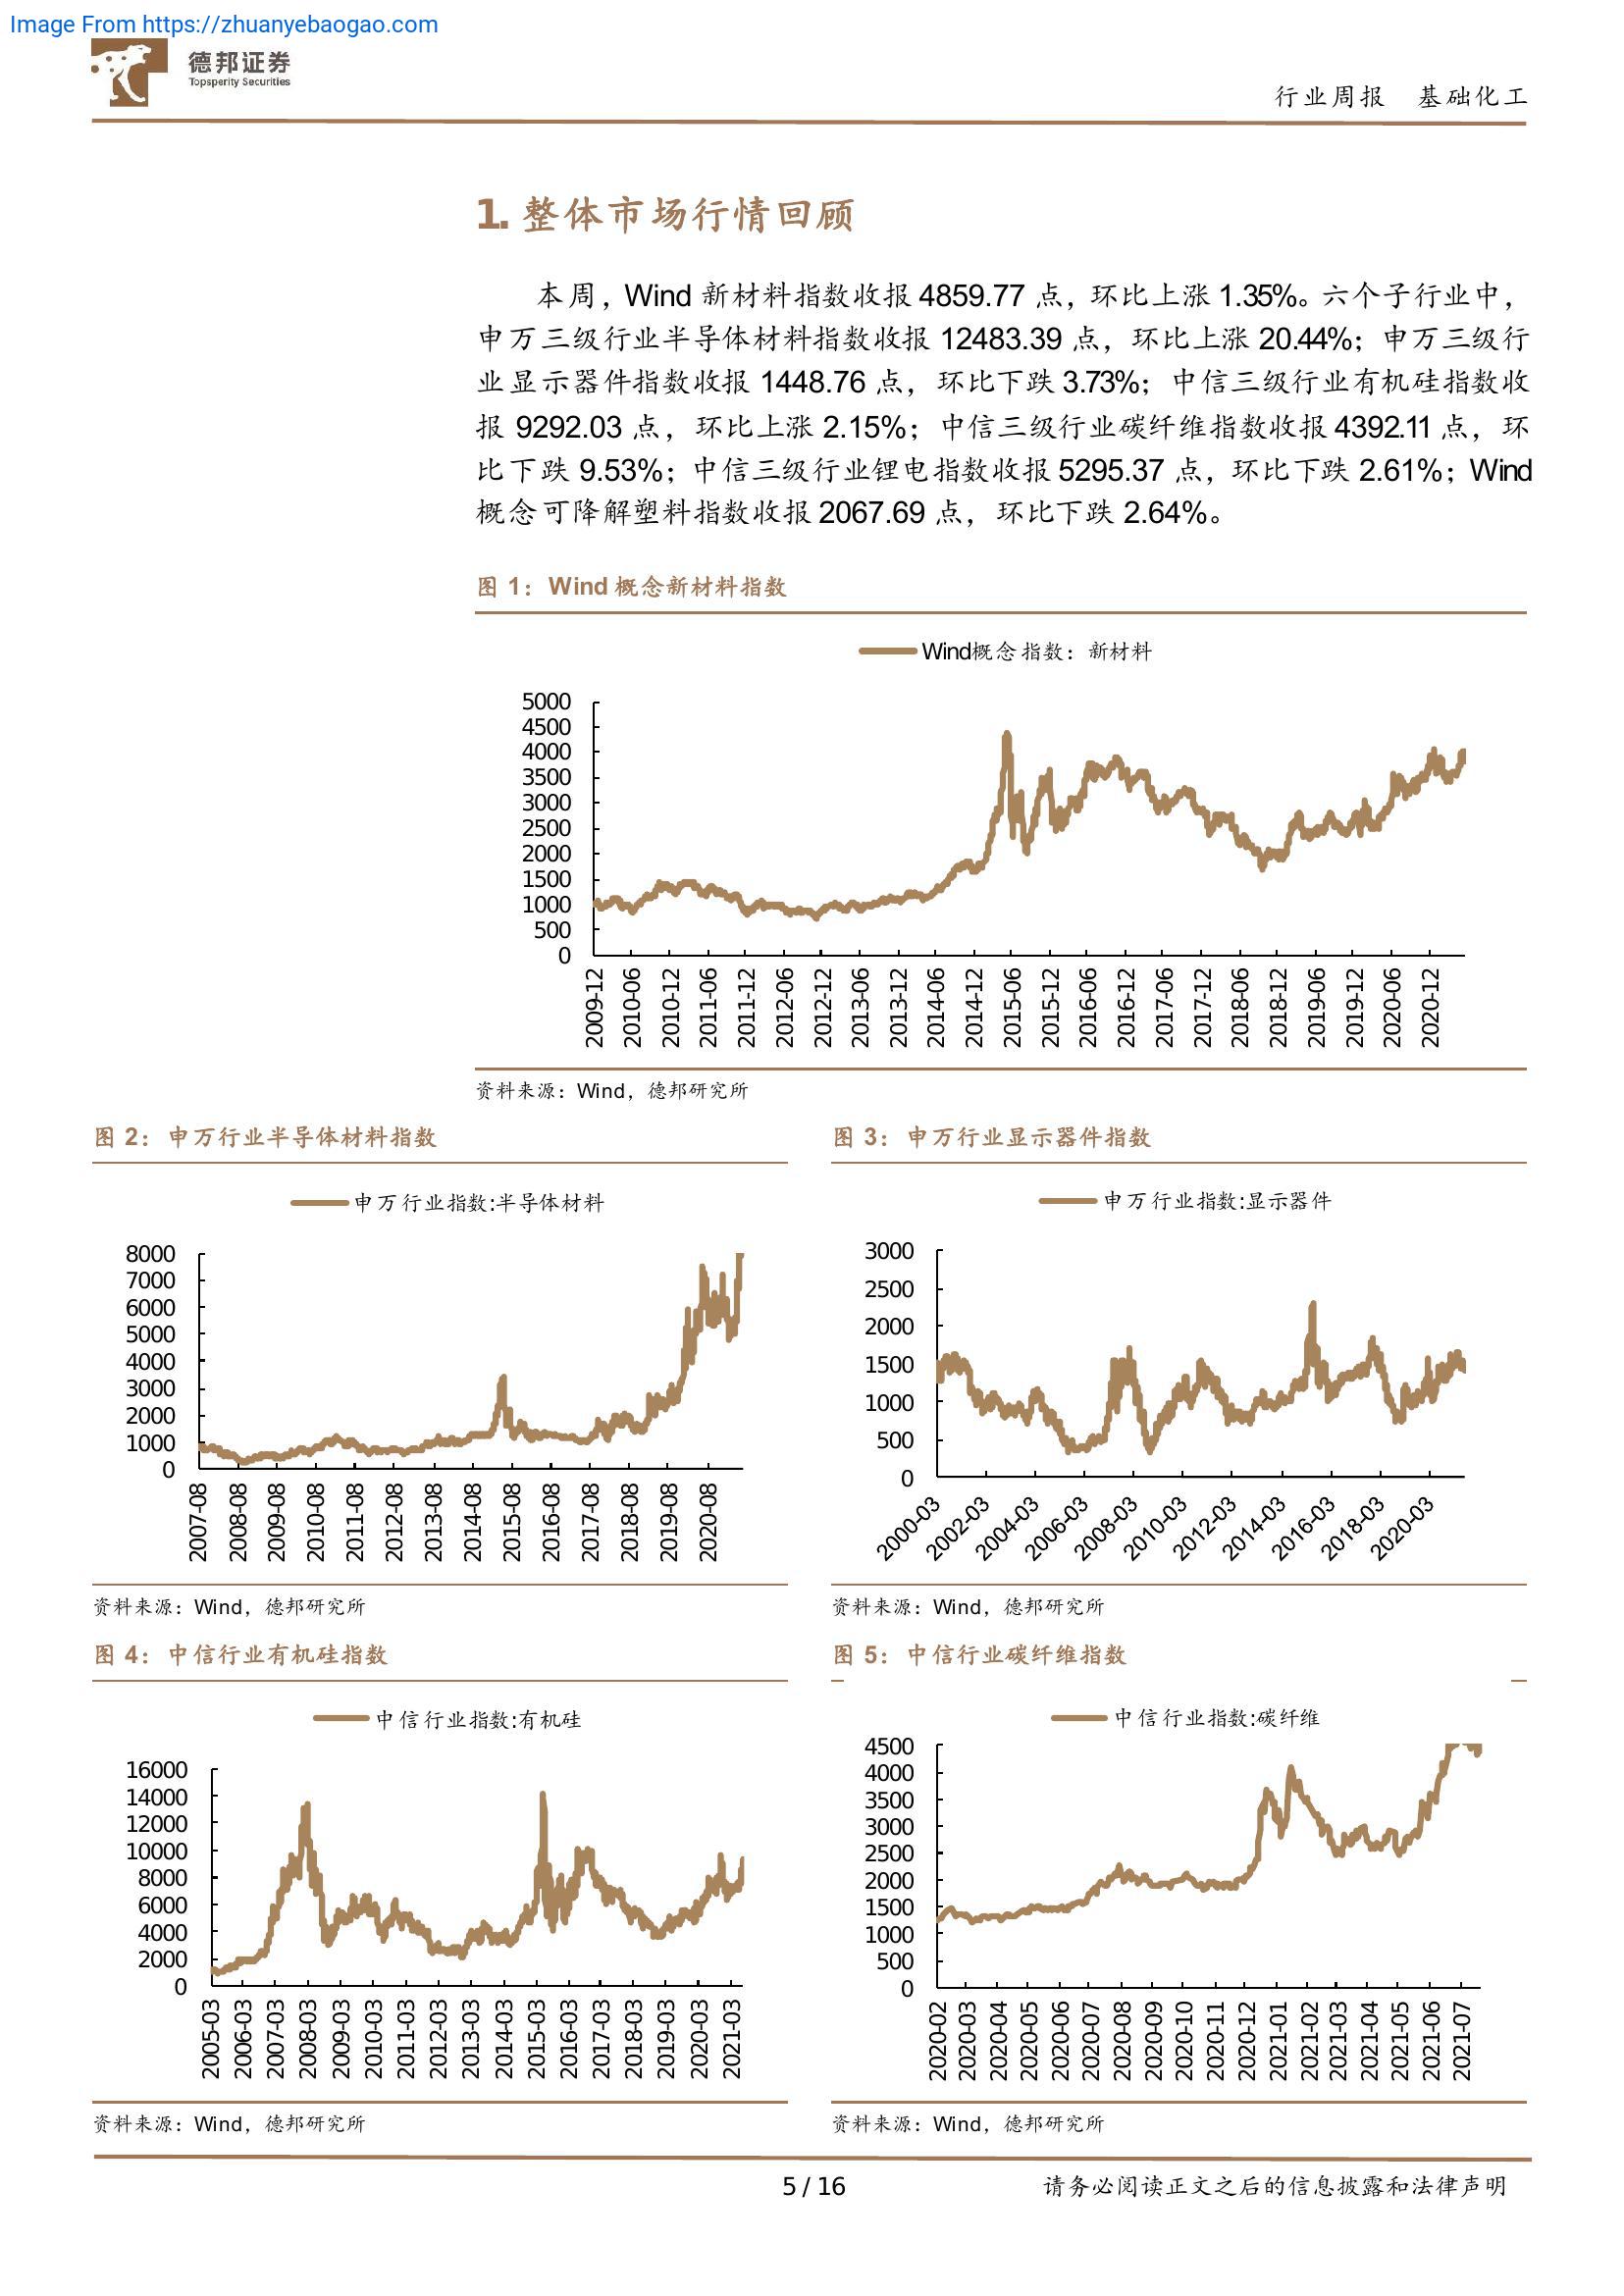 Image From https://zhuanyebaogao.com
德邦证券
Topsperity Securities
行业周报 基础化工
1. 整体市场行情回顾
本周，Wind 新材料指数收报 4859.77 点，环比上涨 1.35%。六个子行业中，
申万三级行业半导体材料指数收报 12483.39 点，环比上涨 20.44%；申万三级行
业显示器件指数收报 1448.76 点，环比下跌 3.73%；中信三级行业有机硅指数收
报 9292.03 点，环比上涨 2.15%；中信三级行业碳纤维指数收报 4392.11 点，环
比下跌 9.53%；中信三级行业锂电指数收报 5295.37 点，环比下跌 2.61%；Wind
概念可降解塑料指数收报 2067.69 点，环比下跌 2.64%。
图 1：Wind 概念新材料指数
Wind概念指数：新材料
5000
4500
4000
3500
3000
2500
2000
1500
1000
500
0
2009-12 2010-06 2010-12 2011-06 2011-12 2012-06 2012-12 2013-06 2013-12 2014-06 2014-12 2015-06 2015-12 2016-06 2016-12 2017-06 2017-12 2018-06 2018-12 2019-06 2019-12 2020-06 2020-12
资料来源：Wind，德邦研究所
图 2：申万行业半导体材料指数
申万行业指数:半导体材料
8000
7000
6000
5000
4000
3000
2000
1000
0
2007-08 2008-08 2009-08 2010-08 2011-08 2012-08 2013-08 2014-08 2015-08 2016-08 2017-08 2018-08 2019-08 2020-08
资料来源：Wind，德邦研究所
图 3：申万行业显示器件指数
申万行业指数:显示器件
3000
2500
2000
1500
1000
500
0
2000-03 2002-03 2004-03 2006-03 2008-03 2010-03 2012-03 2014-03 2016-03 2018-03 2020-03
资料来源：Wind，德邦研究所
图 4：中信行业有机硅指数
中信行业指数:有机硅
16000
14000
12000
10000
8000
6000
4000
2000
0
2005-03 2006-03 2007-03 2008-03 2009-03 2010-03 2011-03 2012-03 2013-03 2014-03 2015-03 2016-03 2017-03 2018-03 2019-03 2020-03 2021-03
资料来源：Wind，德邦研究所
图 5：中信行业碳纤维指数
中信行业指数:碳纤维
4500
4000
3500
3000
2500
2000
1500
1000
500
0
2020-02 2020-03 2020-04 2020-05 2020-06 2020-07 2020-08 2020-09 2020-10 2020-11 2020-12 2021-01 2021-02 2021-03 2021-04 2021-05 2021-06 2021-07
资料来源：Wind，德邦研究所
5 / 16
请务必阅读正文之后的信息披露和法律声明